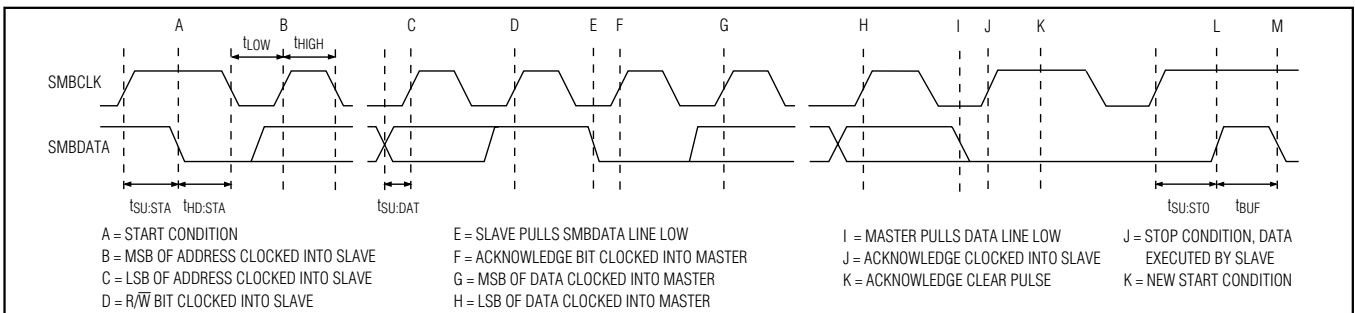 A B C D E F G H I J K L M
tLOW tHIGH
SMBCLK
SMBDATA
tSU:STA tHD:STA tSU:DAT tSU:STO tBUF
A = START CONDITION
B = MSB OF ADDRESS CLOCKED INTO SLAVE
C = LSB OF ADDRESS CLOCKED INTO SLAVE
D = R/W̅ BIT CLOCKED INTO SLAVE
E = SLAVE PULLS SMBDATA LINE LOW
F = ACKNOWLEDGE BIT CLOCKED INTO MASTER
G = MSB OF DATA CLOCKED INTO MASTER
H = LSB OF DATA CLOCKED INTO MASTER
I = MASTER PULLS DATA LINE LOW
J = ACKNOWLEDGE CLOCKED INTO SLAVE
K = ACKNOWLEDGE CLEAR PULSE
J = STOP CONDITION, DATA
EXECUTED BY SLAVE
K = NEW START CONDITION